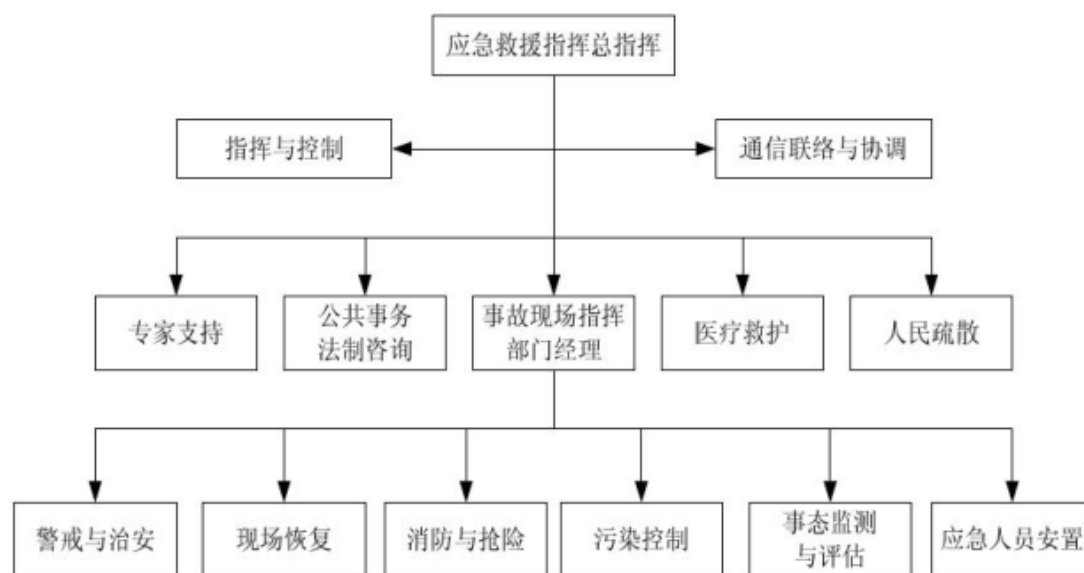 应急救援指挥总指挥
指挥与控制
通信联络与协调
专家支持
公共事务
法制咨询
事故现场指挥
部门经理
医疗救护
人民疏散
警戒与治安
现场恢复
消防与抢险
污染控制
事态监测
与评估
应急人员安置